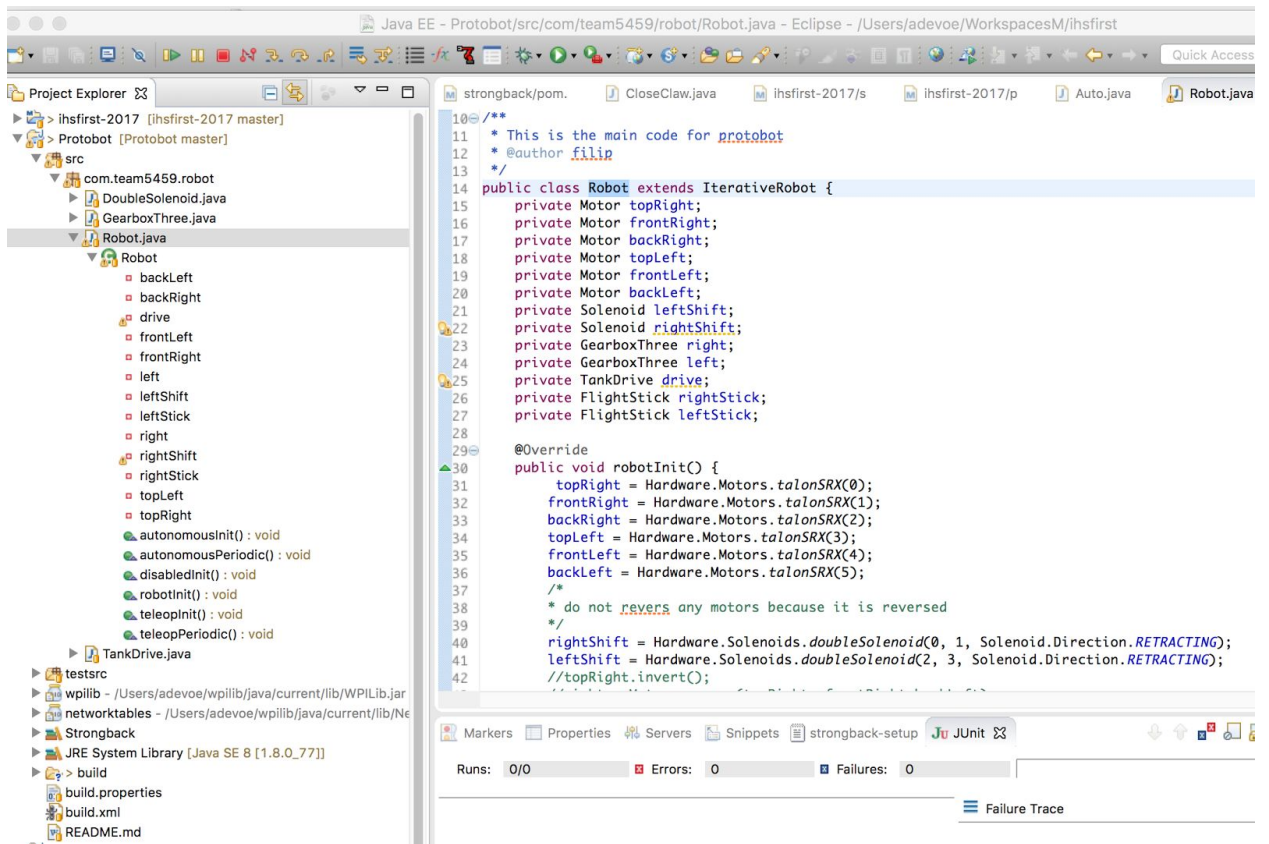 Java EE - Protobot/src/com/team5459/robot/Robot.java - Eclipse - /Users/adevoe/WorkspacesM/ihsfirst
Quick Access
Project Explorer
> ihsfirst-2017 [ihsfirst-2017 master]
> Protobot [Protobot master]
src
com.team5459.robot
DoubleSolenoid.java
GearboxThree.java
Robot.java
Robot
backLeft
backRight
drive
frontLeft
frontRight
left
leftShift
leftStick
right
rightShift
rightStick
topLeft
topRight
autonomousInit() : void
autonomousPeriodic() : void
disabledInit() : void
robotInit() : void
teleopInit() : void
teleopPeriodic() : void
TankDrive.java
testsrc
wpilib - /Users/adevoe/wpilib/java/current/lib/WPILib.jar
networktables - /Users/adevoe/wpilib/java/current/lib/Ne
Strongback
JRE System Library [Java SE 8 [1.8.0_77]]
> build
build.properties
build.xml
README.md
strongback/pom. CloseClaw.java ihsfirst-2017/s ihsfirst-2017/p Auto.java Robot.java
10 /**
11 * This is the main code for protobot
12 * @author filip
13 */
14 public class Robot extends IterativeRobot {
15 private Motor topRight;
16 private Motor frontRight;
17 private Motor backRight;
18 private Motor topLeft;
19 private Motor frontLeft;
20 private Motor backLeft;
21 private Solenoid leftShift;
22 private Solenoid rightShift;
23 private GearboxThree right;
24 private GearboxThree left;
25 private TankDrive drive;
26 private FlightStick rightStick;
27 private FlightStick leftStick;
28
29 @Override
30 public void robotInit() {
31 topRight = Hardware.Motors.talonSRX(0);
32 frontRight = Hardware.Motors.talonSRX(1);
33 backRight = Hardware.Motors.talonSRX(2);
34 topLeft = Hardware.Motors.talonSRX(3);
35 frontLeft = Hardware.Motors.talonSRX(4);
36 backLeft = Hardware.Motors.talonSRX(5);
37 /*
38 * do not revers any motors because it is reversed
39 */
40 rightShift = Hardware.Solenoids.doubleSolenoid(0, 1, Solenoid.Direction.RETRACTING);
41 leftShift = Hardware.Solenoids.doubleSolenoid(2, 3, Solenoid.Direction.RETRACTING);
42 //topRight.invert();
Markers Properties Servers Snippets strongback-setup JUnit
Runs: 0/0 Errors: 0 Failures: 0
Failure Trace